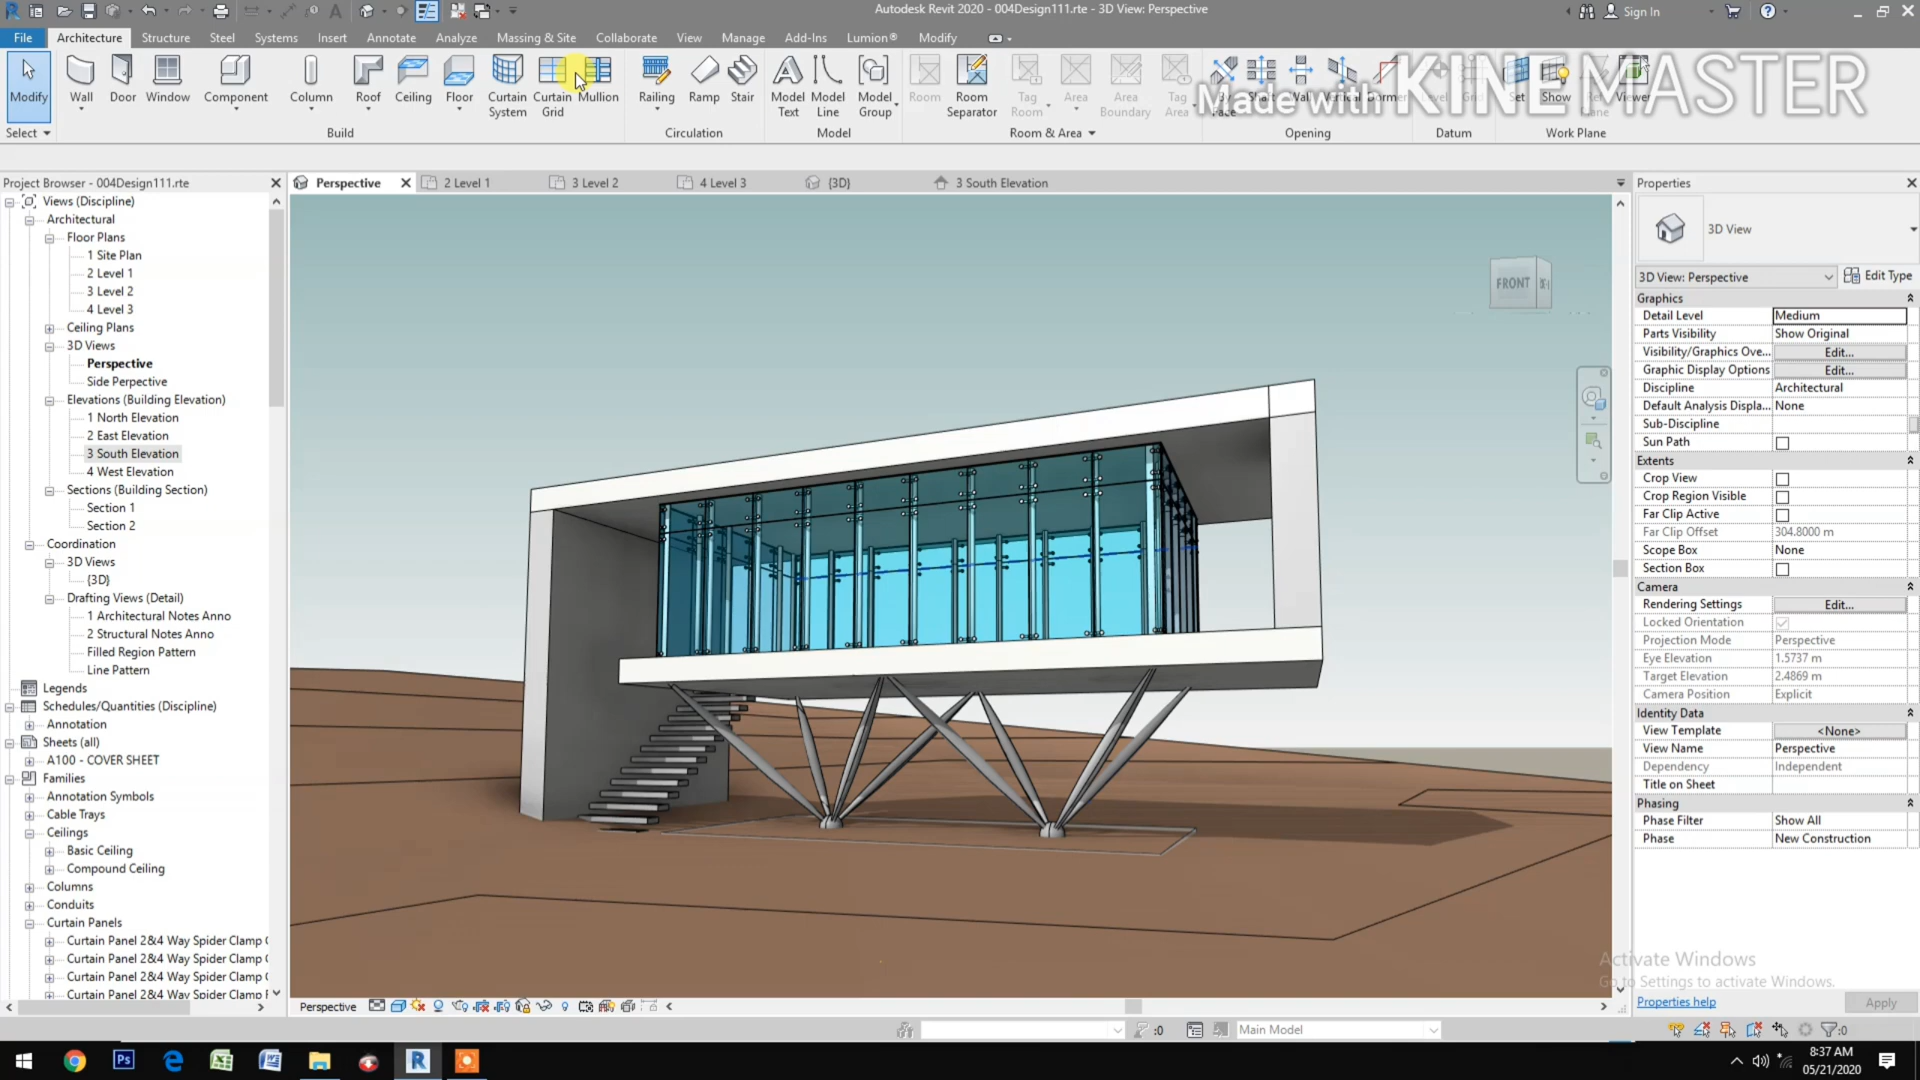 Autodesk Revit 2020 - 004Design111.rte - 3D View: Perspective
Sign In
File Architecture Structure Steel Systems Insert Annotate Analyze Massing & Site Collaborate View Manage Add-Ins Lumion® Modify
Modify Wall Door Window Component Column Roof Ceiling Floor Curtain System Curtain Grid Mullion Railing Ramp Stair Model Text Model Line Model Group Room Room Separator Tag Room Area Area Boundary Tag Area
Made with KINEMASTER
Wall Vertical Dormer Set Show Viewer
Select Build Circulation Model Room & Area Opening Datum Work Plane
Project Browser - 004Design111.rte
Perspective 2 Level 1 3 Level 2 4 Level 3 {3D} 3 South Elevation
Views (Discipline)
Architectural
Floor Plans
1 Site Plan
2 Level 1
3 Level 2
4 Level 3
Ceiling Plans
3D Views
Perspective
Side Perpective
Elevations (Building Elevation)
1 North Elevation
2 East Elevation
3 South Elevation
4 West Elevation
Sections (Building Section)
Section 1
Section 2
Coordination
3D Views
{3D}
Drafting Views (Detail)
1 Architectural Notes Anno
2 Structural Notes Anno
Filled Region Pattern
Line Pattern
Legends
Schedules/Quantities (Discipline)
Annotation
Sheets (all)
A100 - COVER SHEET
Families
Annotation Symbols
Cable Trays
Ceilings
Basic Ceiling
Compound Ceiling
Columns
Conduits
Curtain Panels
Curtain Panel 2&4 Way Spider Clamp
Curtain Panel 2&4 Way Spider Clamp
Curtain Panel 2&4 Way Spider Clamp
Curtain Panel 2&4 Way Spider Clamp
FRONT
Properties
3D View
3D View: Perspective Edit Type
Graphics
Detail Level Medium
Parts Visibility Show Original
Visibility/Graphics Ove... Edit...
Graphic Display Options Edit...
Discipline Architectural
Default Analysis Displa... None
Sub-Discipline
Sun Path
Extents
Crop View
Crop Region Visible
Far Clip Active
Far Clip Offset 304.8000 m
Scope Box None
Section Box
Camera
Rendering Settings Edit...
Locked Orientation
Projection Mode Perspective
Eye Elevation 1.5737 m
Target Elevation 2.4869 m
Camera Position Explicit
Identity Data
View Template <None>
View Name Perspective
Dependency Independent
Title on Sheet
Phasing
Phase Filter Show All
Phase New Construction
Activate Windows
Go to Settings to activate Windows.
Properties help Apply
Perspective
:0 Main Model :0
8:37 AM
05/21/2020